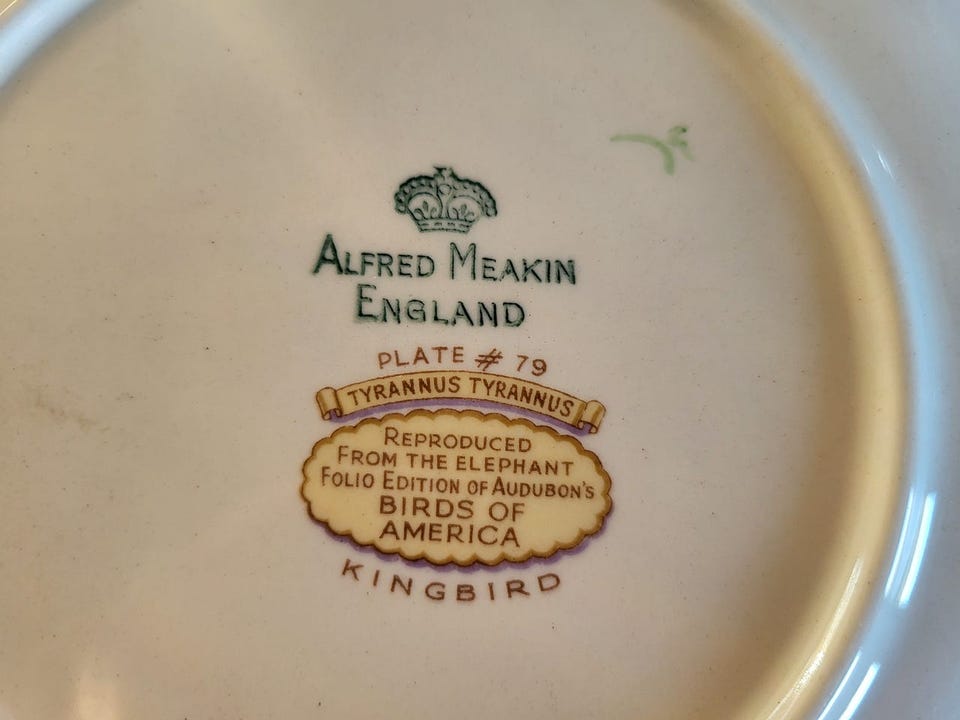 ALFRED MEAKIN
ENGLAND
PLATE # 79
TYRANNUS TYRANNUS
REPRODUCED
FROM THE ELEPHANT
FOLIO EDITION OF AUDUBON'S
BIRDS OF
AMERICA
KINGBIRD